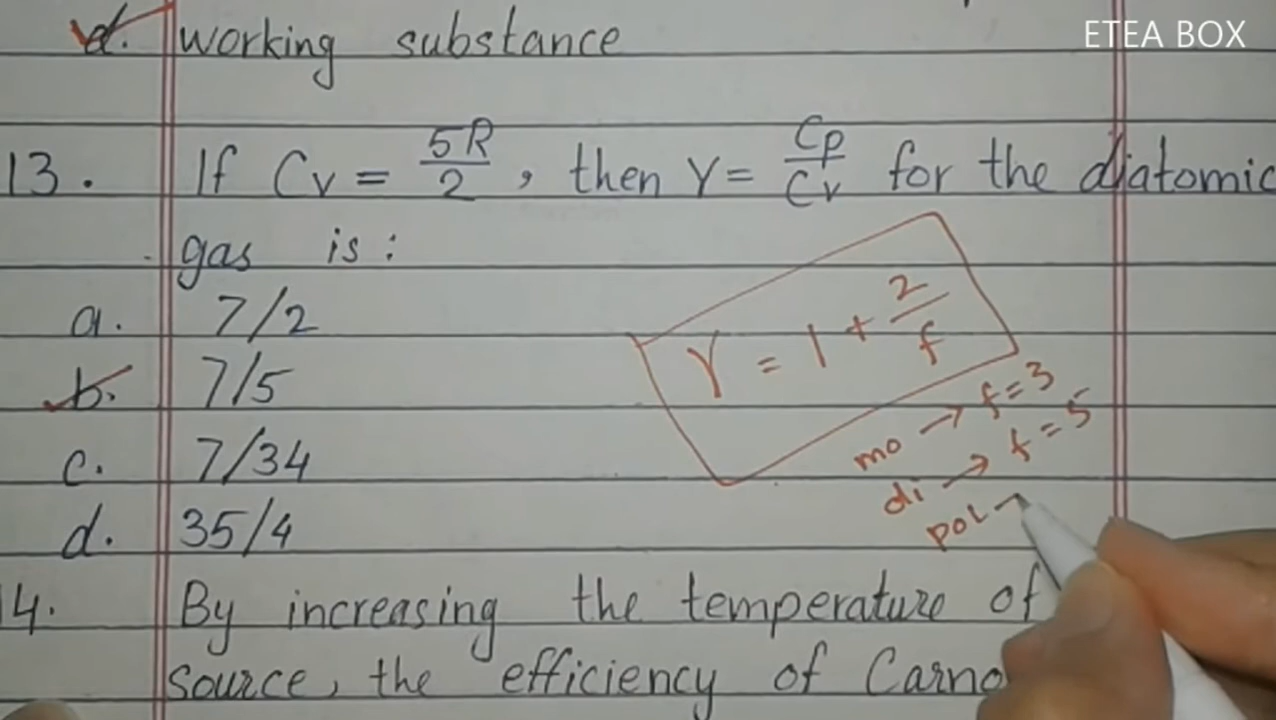 ETEA BOX
d. working substance
13. If Cv = 5R/2, then γ = Cp/Cv for the diatomic
gas is :
a. 7/2
b. 7/5
c. 7/34
d. 35/4
γ = 1 + 2/f
mo → f = 3
di → f = 5
pol →
14. By increasing the temperature of
source, the efficiency of Carno